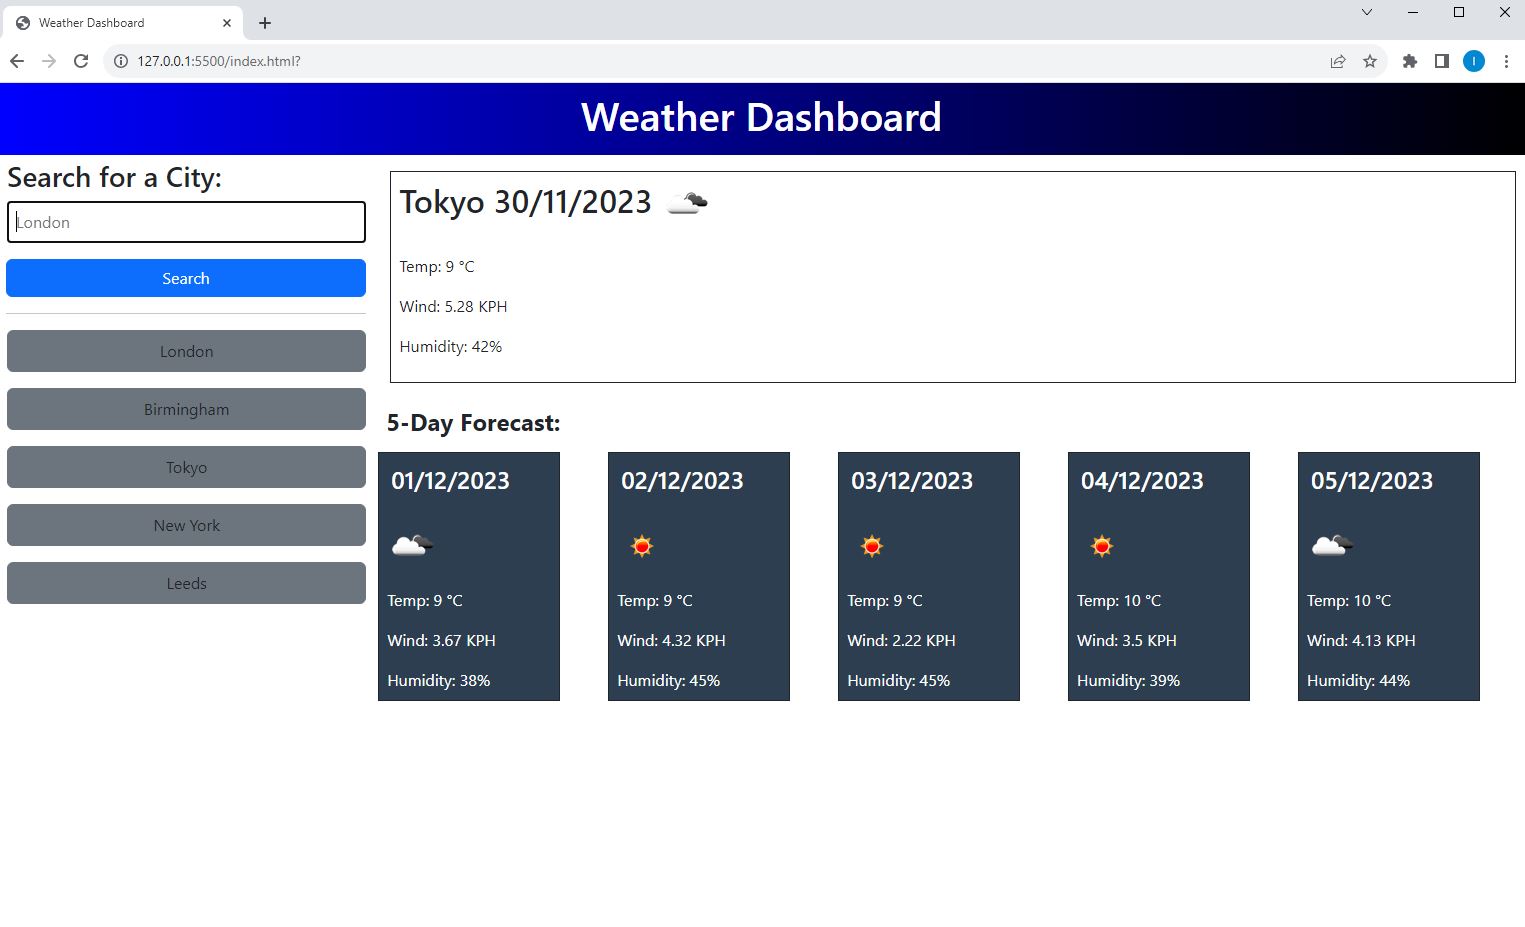 Weather Dashboard
127.0.0.1:5500/index.html?
I
Weather Dashboard
Search for a City:
London
Search
London
Birmingham
Tokyo
New York
Leeds
Tokyo 30/11/2023
Temp: 9 °C
Wind: 5.28 KPH
Humidity: 42%
5-Day Forecast:
01/12/2023
Temp: 9 °C
Wind: 3.67 KPH
Humidity: 38%
02/12/2023
Temp: 9 °C
Wind: 4.32 KPH
Humidity: 45%
03/12/2023
Temp: 9 °C
Wind: 2.22 KPH
Humidity: 45%
04/12/2023
Temp: 10 °C
Wind: 3.5 KPH
Humidity: 39%
05/12/2023
Temp: 10 °C
Wind: 4.13 KPH
Humidity: 44%